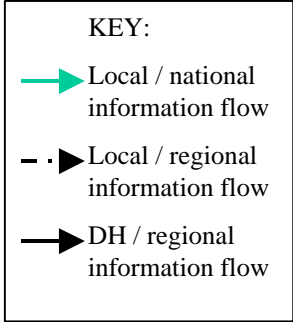 KEY:
Local / national
information flow
Local / regional
information flow
DH / regional
information flow